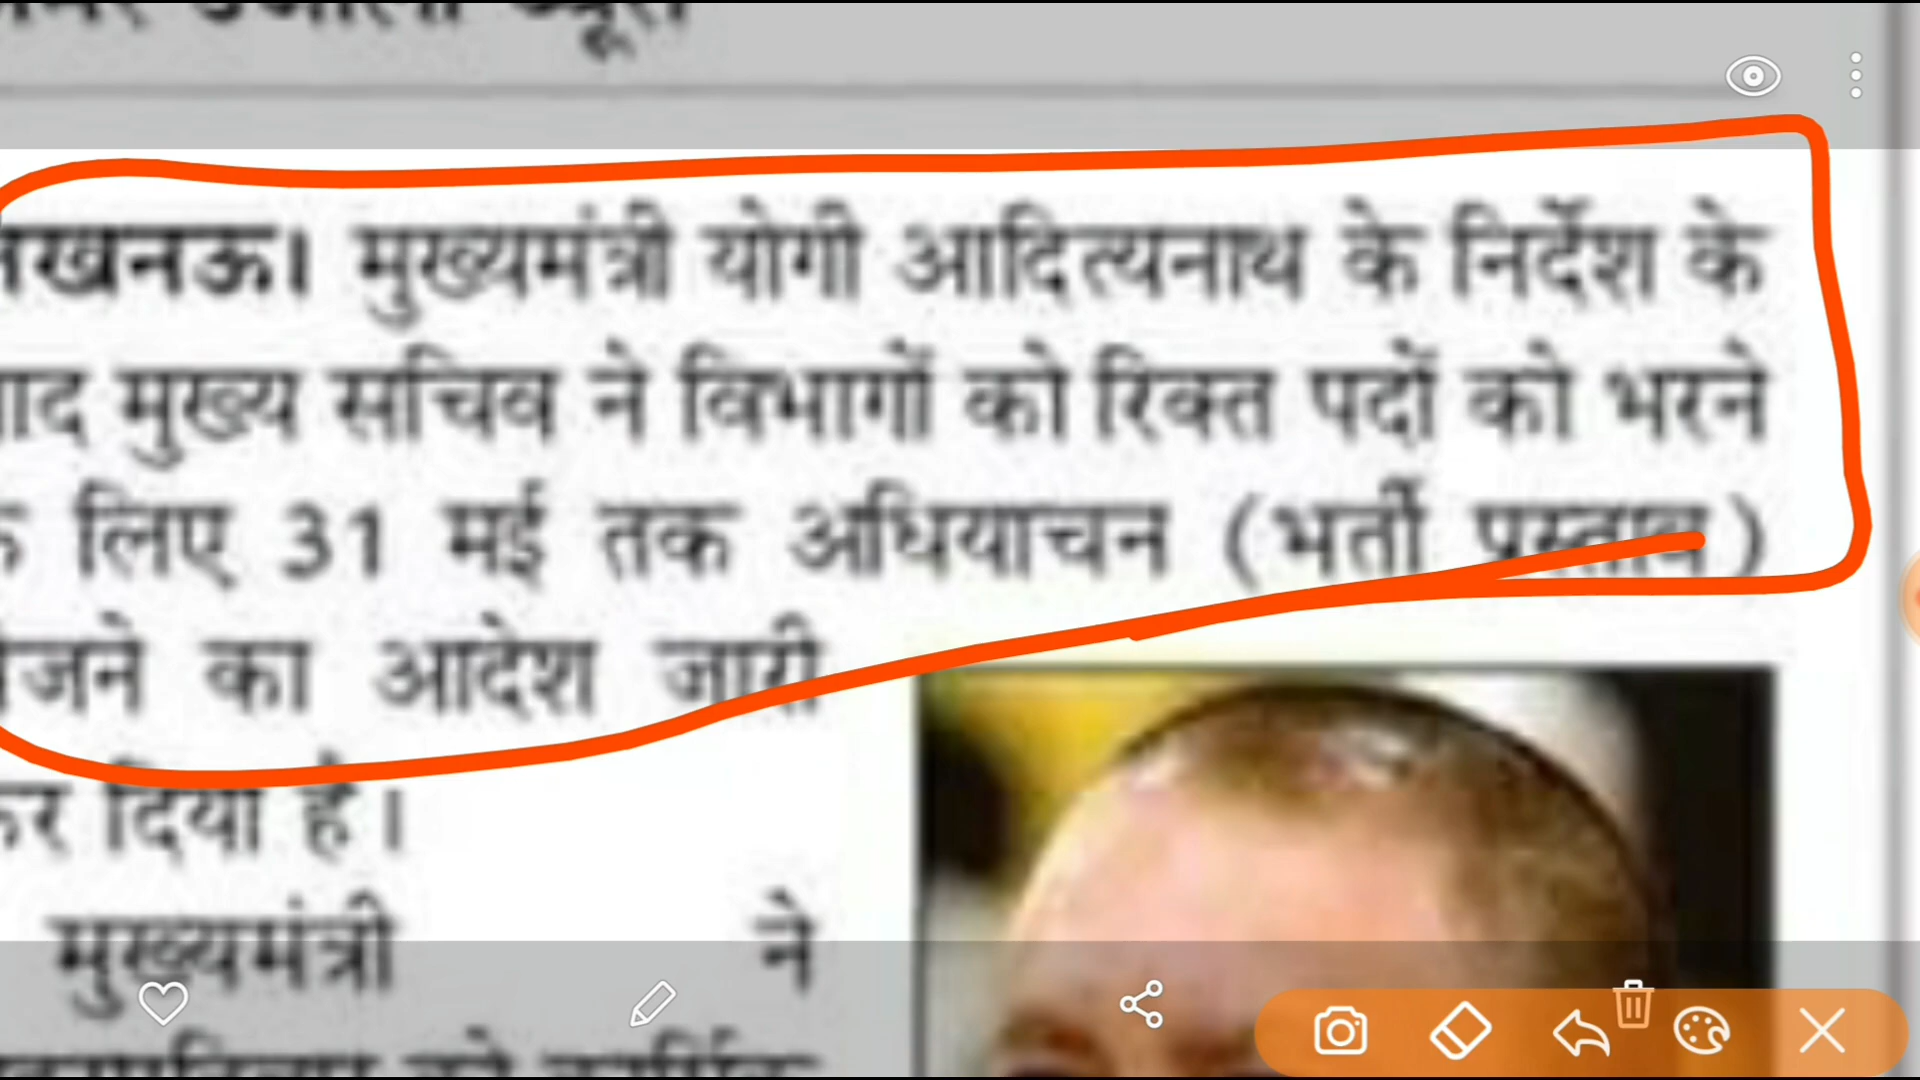 लखनऊ। मुख्यमंत्री योगी आदित्यनाथ के निर्देश के
बाद मुख्य सचिव ने विभागों को रिक्त पदों को भरने
के लिए 31 मई तक अधियाचन (भर्ती प्रस्ताव)
भेजने का आदेश जारी
कर दिया है।
मुख्यमंत्री ने